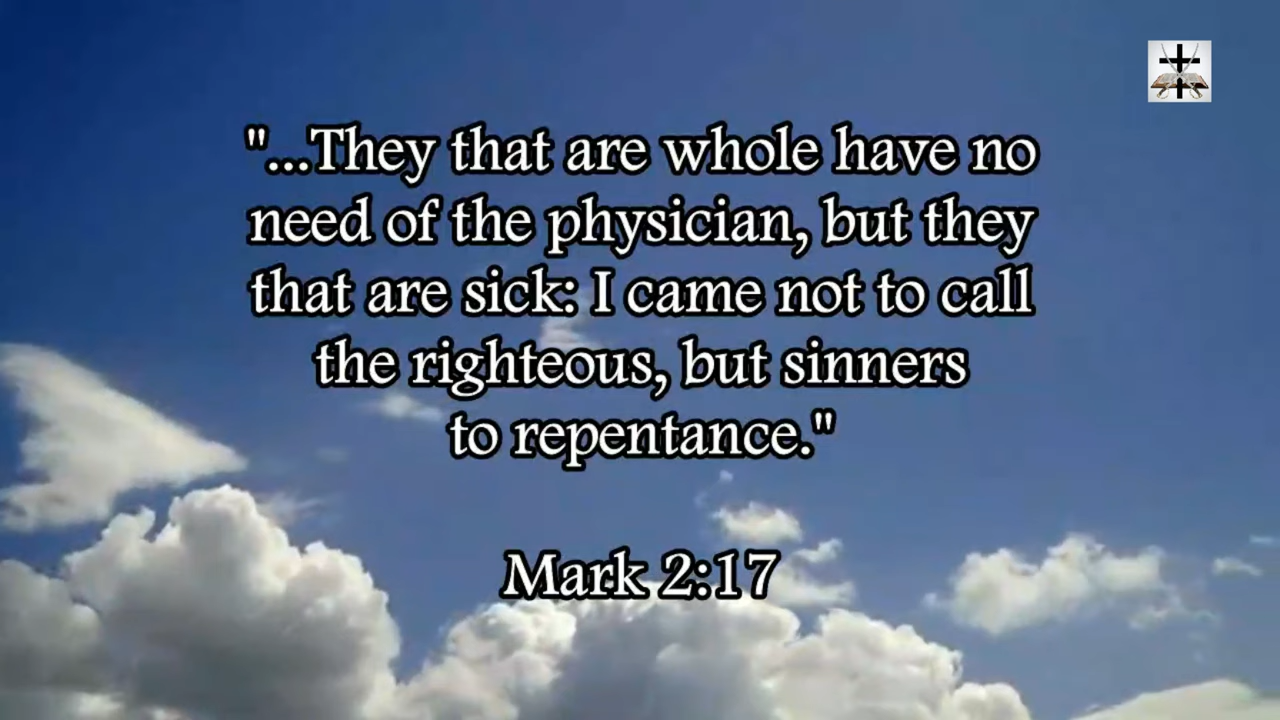 "...They that are whole have no
need of the physician, but they
that are sick: I came not to call
the righteous, but sinners
to repentance."
Mark 2:17